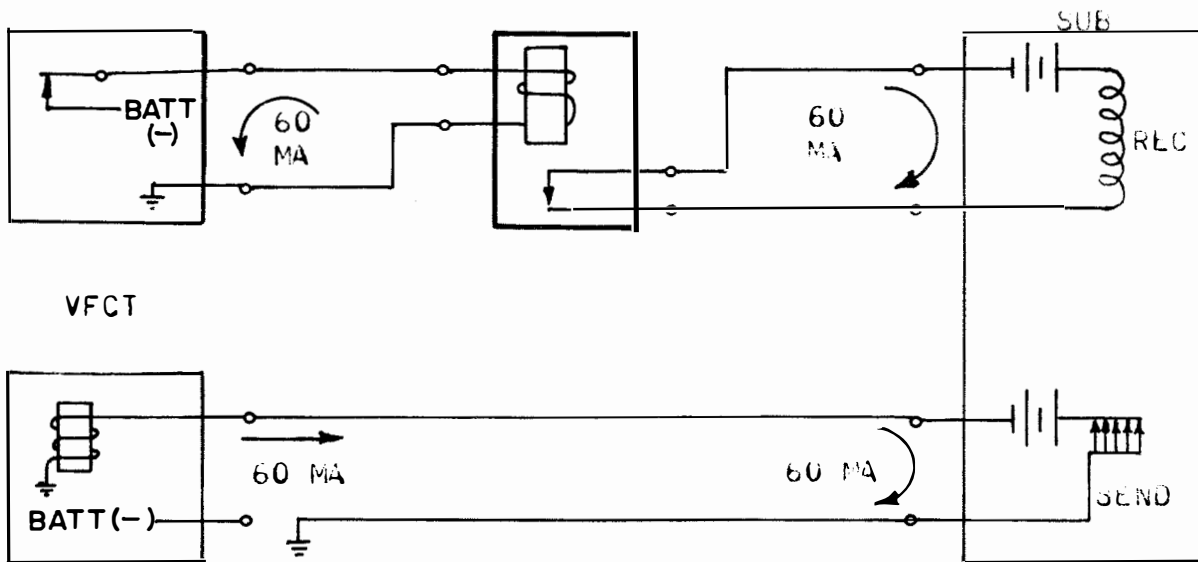 SUB
BATT
(-)
60
MA
60
MA
REC
VFCT
60 MA
60 MA
SEND
BATT (-)